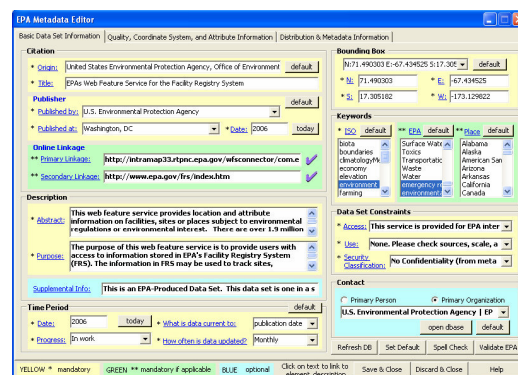 EPA Metadata Editor
Basic Data Set Information
Quality, Coordinate System, and Attribute Information
Distribution & Metadata Information
Citation
* Origin: United States Environmental Protection Agency, Office of Environment default
* Title: EPAs Web Feature Service for the Facility Registry System
Publisher default
* Published by: U.S. Environmental Protection Agency
* Published at: Washington, DC * Date: 2006 today
Online Linkage
** Primary Linkage: http://intramap33.rtpnc.epa.gov/wfsconnector/com.e
** Secondary Linkage: http://www.epa.gov/frs/index.htm
Description
* Abstract: This web feature service provides location and attribute
information on facilities, sites or places subject to environmental
regulations or environmental interest. There are over 1.9 million
* Purpose: The purpose of this web feature service is to provide users with
access to information stored in EPA's Facility Registry System
(FRS). The information in FRS may be used to track sites,
Supplemental Info: This is an EPA-Produced Data Set. This data set is one in a s
Time Period default
* Date: 2006 today * What is data current to: publication date
* Progress: In work * How often is data updated? Monthly
Bounding Box
N:71.490303 E:-67.434525 S:17.305 default
* N: 71.490303 * E: -67.434525
* S: 17.305182 * W: -173.129822
Keywords
* ISO default ** EPA default ** Place default
biota Surface Wate Alabama
boundaries Toxics Alaska
climatologyMe Transportatic American San
economy Waste Arizona
elevation Water Arkansas
environment emergency re California
farming environmenta Canada
Data Set Constraints
* Access: This service is provided for EPA inter
* Use: None. Please check sources, scale, a
* Security
Classification: No Confidentiality (from meta
Contact
Primary Person Primary Organization
U.S. Environmental Protection Agency | EP
open dbase default
Refresh DB Set Default Spell Check Validate EPA
YELLOW * mandatory GREEN ** mandatory if applicable BLUE optional Click on text to link to
element description Save & Close Discard & Close Help